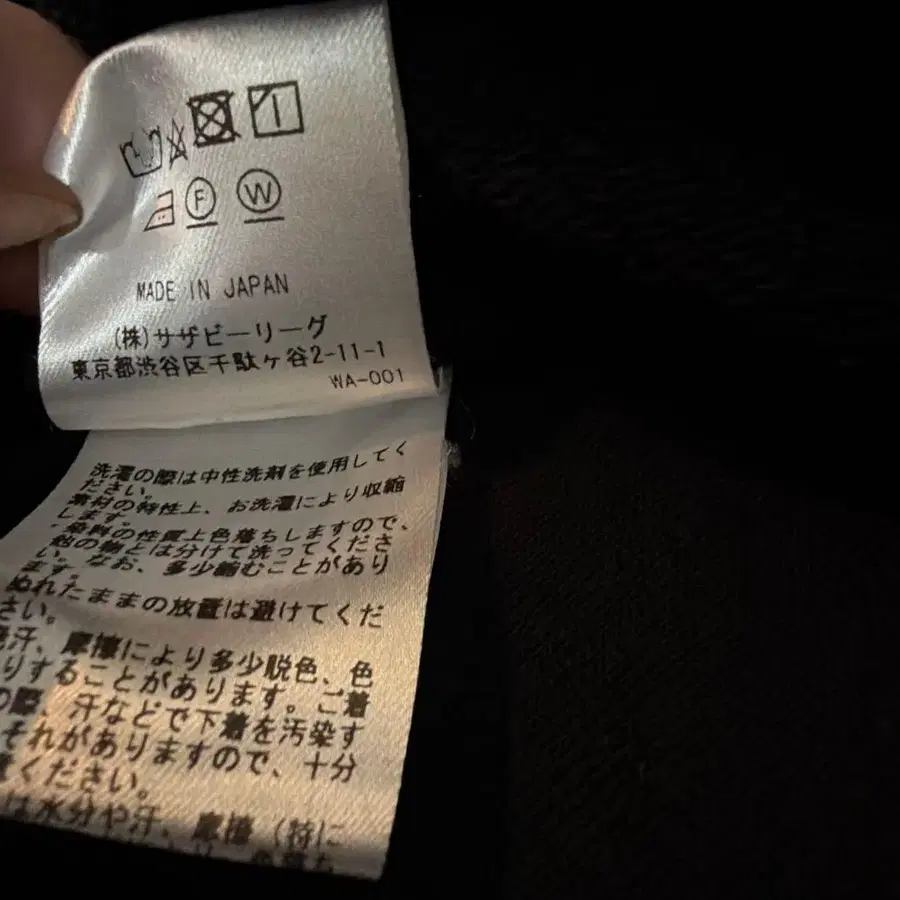 F W
MADE IN JAPAN
(株)サザビーリーグ
東京都渋谷区千駄ケ谷2-11-1
WA-001
洗濯の際は中性洗剤を使用してく
ださい。
素材の特性上、お洗濯により収縮
します。
染料の性質上色落ちしますので、
他の物とは分けて洗ってくださ
い。なお、多少縮むことがあり
ます。
ぬれたままの放置は避けてくだ
さい。
汗、摩擦により多少脱色、色
りすることがあります。ご着
の際、汗などで下着を汚染す
それがありますので、十分
ください。
は水分や汗、摩擦(特に